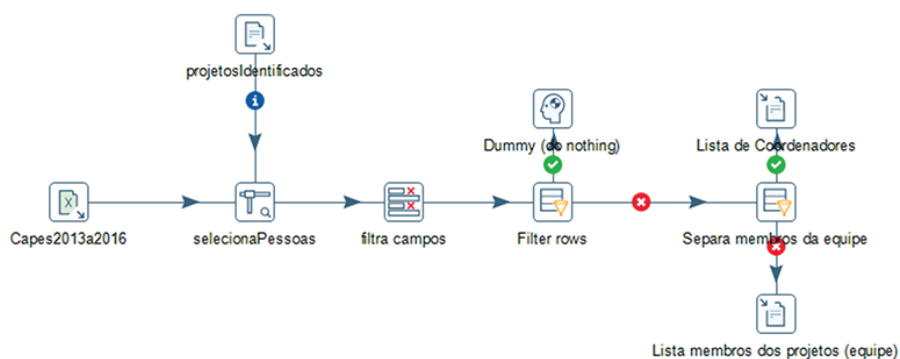 projetosIdentificados
Dummy (do nothing)
Lista de Coordenadores
Capes2013a2016
selecionaPessoas
filtra campos
Filter rows
Separa membros da equipe
Lista membros dos projetos (equipe)